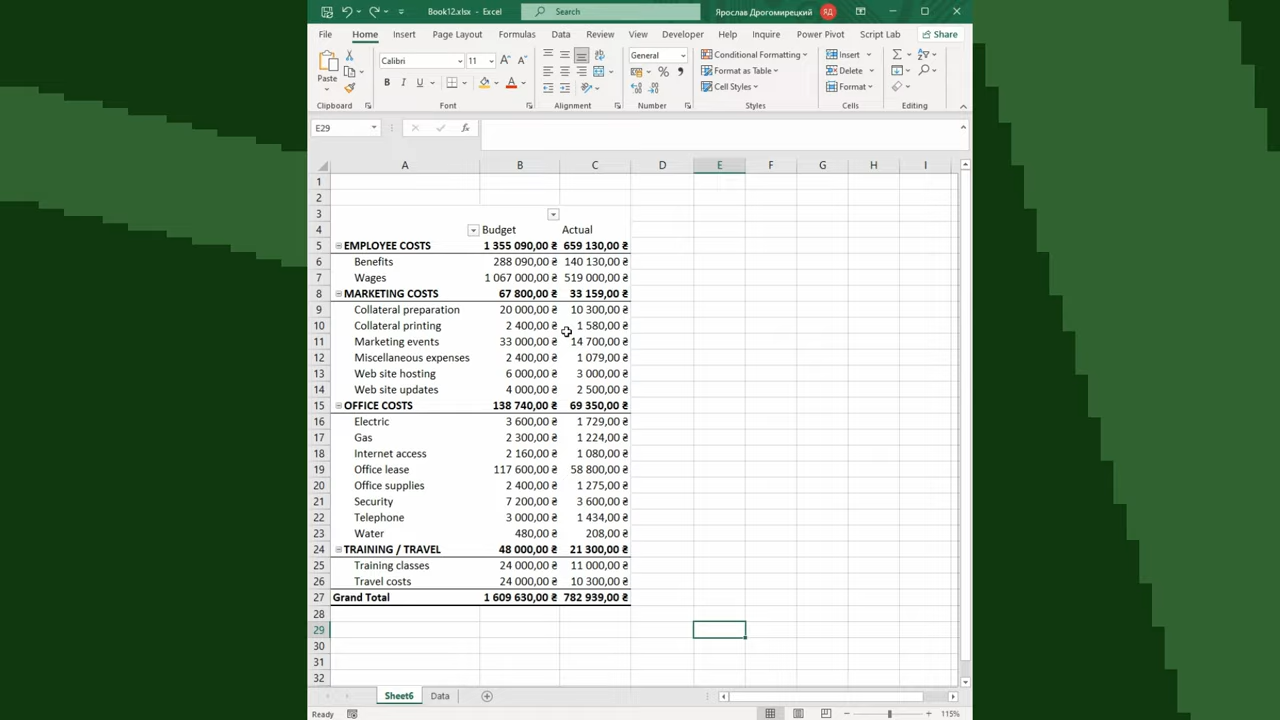 Book12.xlsx - Excel
Search
Ярослав Дрогомирецкий
ЯД
File Home Insert Page Layout Formulas Data Review View Developer Help Inquire Power Pivot Script Lab Share
Paste
Calibri 11
B I U
General
Conditional Formatting
Format as Table
Cell Styles
Insert
Delete
Format
Clipboard Font Alignment Number Styles Cells Editing
E29
fx
A B C D E F G H I
1
2
3
4 Budget Actual
5 EMPLOYEE COSTS 1 355 090,00 ₴ 659 130,00 ₴
6 Benefits 288 090,00 ₴ 140 130,00 ₴
7 Wages 1 067 000,00 ₴ 519 000,00 ₴
8 MARKETING COSTS 67 800,00 ₴ 33 159,00 ₴
9 Collateral preparation 20 000,00 ₴ 10 300,00 ₴
10 Collateral printing 2 400,00 ₴ 1 580,00 ₴
11 Marketing events 33 000,00 ₴ 14 700,00 ₴
12 Miscellaneous expenses 2 400,00 ₴ 1 079,00 ₴
13 Web site hosting 6 000,00 ₴ 3 000,00 ₴
14 Web site updates 4 000,00 ₴ 2 500,00 ₴
15 OFFICE COSTS 138 740,00 ₴ 69 350,00 ₴
16 Electric 3 600,00 ₴ 1 729,00 ₴
17 Gas 2 300,00 ₴ 1 224,00 ₴
18 Internet access 2 160,00 ₴ 1 080,00 ₴
19 Office lease 117 600,00 ₴ 58 800,00 ₴
20 Office supplies 2 400,00 ₴ 1 275,00 ₴
21 Security 7 200,00 ₴ 3 600,00 ₴
22 Telephone 3 000,00 ₴ 1 434,00 ₴
23 Water 480,00 ₴ 208,00 ₴
24 TRAINING / TRAVEL 48 000,00 ₴ 21 300,00 ₴
25 Training classes 24 000,00 ₴ 11 000,00 ₴
26 Travel costs 24 000,00 ₴ 10 300,00 ₴
27 Grand Total 1 609 630,00 ₴ 782 939,00 ₴
28
29
30
31
32
Sheet6 Data
Ready 115%